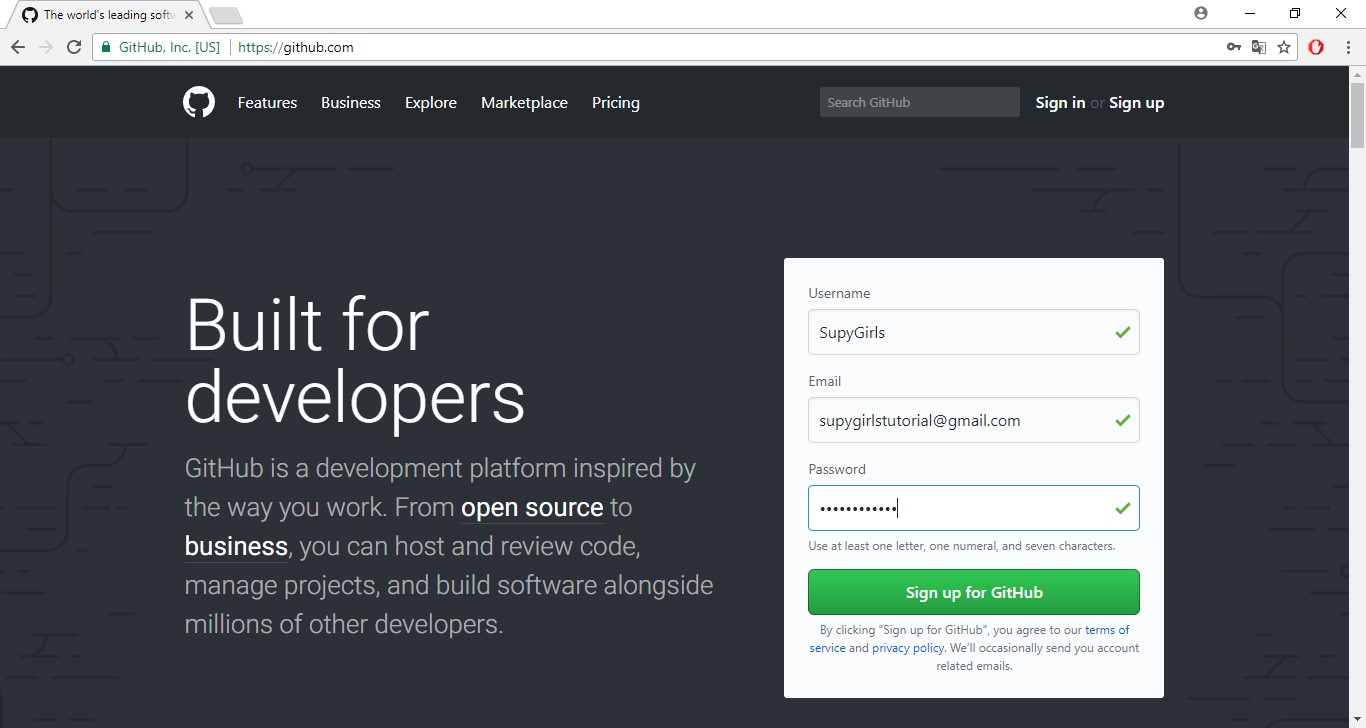 The world's leading softw
GitHub, Inc. [US] https://github.com
Features Business Explore Marketplace Pricing Search GitHub Sign in or Sign up
Built for
developers
GitHub is a development platform inspired by
the way you work. From open source to
business, you can host and review code,
manage projects, and build software alongside
millions of other developers.
Username
SupyGirls
Email
supygirlstutorial@gmail.com
Password
••••••••••••
Use at least one letter, one numeral, and seven characters.
Sign up for GitHub
By clicking "Sign up for GitHub", you agree to our terms of
service and privacy policy. We'll occasionally send you account
related emails.